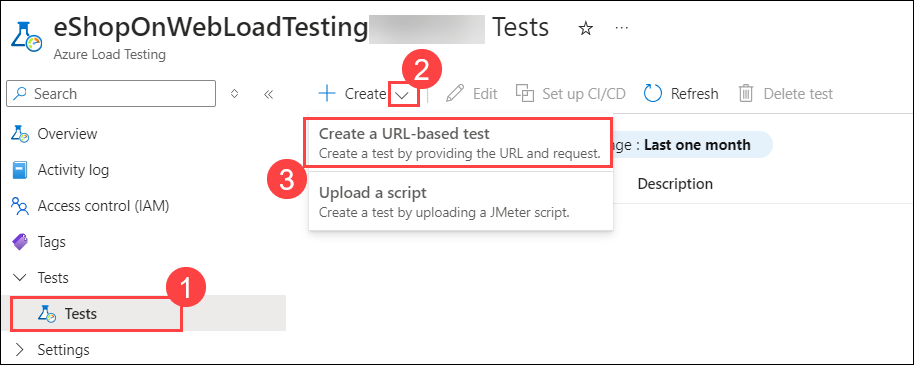 eShopOnWebLoadTesting Tests ☆ ···
Azure Load Testing
2
Search
«
+ Create Edit Set up CI/CD Refresh Delete test
Overview
Create a URL-based test
Create a test by providing the URL and request.
nge : Last one month
Activity log
3
Upload a script
Create a test by uploading a JMeter script.
Description
Access control (IAM)
Tags
Tests
1
Tests
Settings